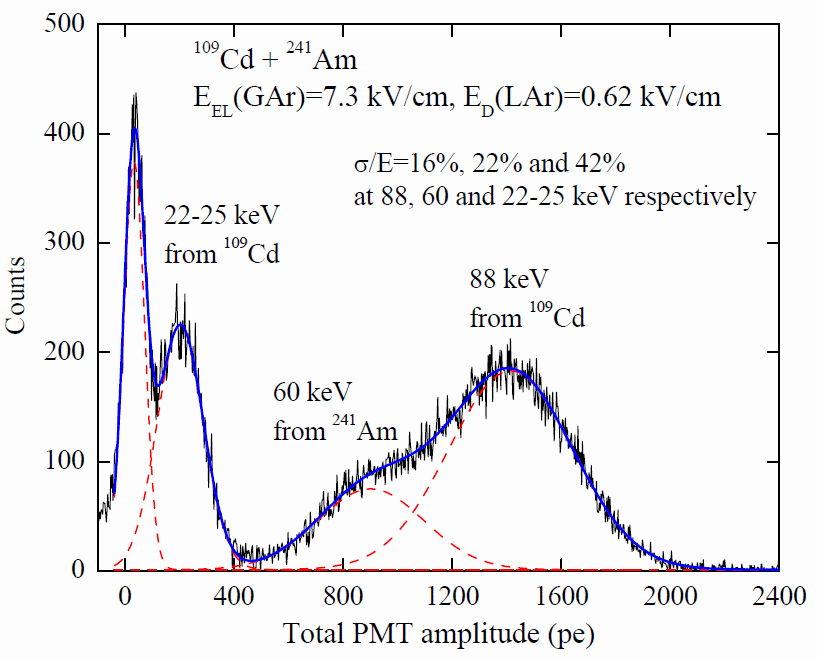 500
400
300
200
100
0
Counts
¹⁰⁹Cd + ²⁴¹Am
E_EL(GAr)=7.3 kV/cm, E_D(LAr)=0.62 kV/cm
σ/E=16%, 22% and 42%
at 88, 60 and 22-25 keV respectively
22-25 keV
from ¹⁰⁹Cd
88 keV
from ¹⁰⁹Cd
60 keV
from ²⁴¹Am
0 400 800 1200 1600 2000 2400
Total PMT amplitude (pe)